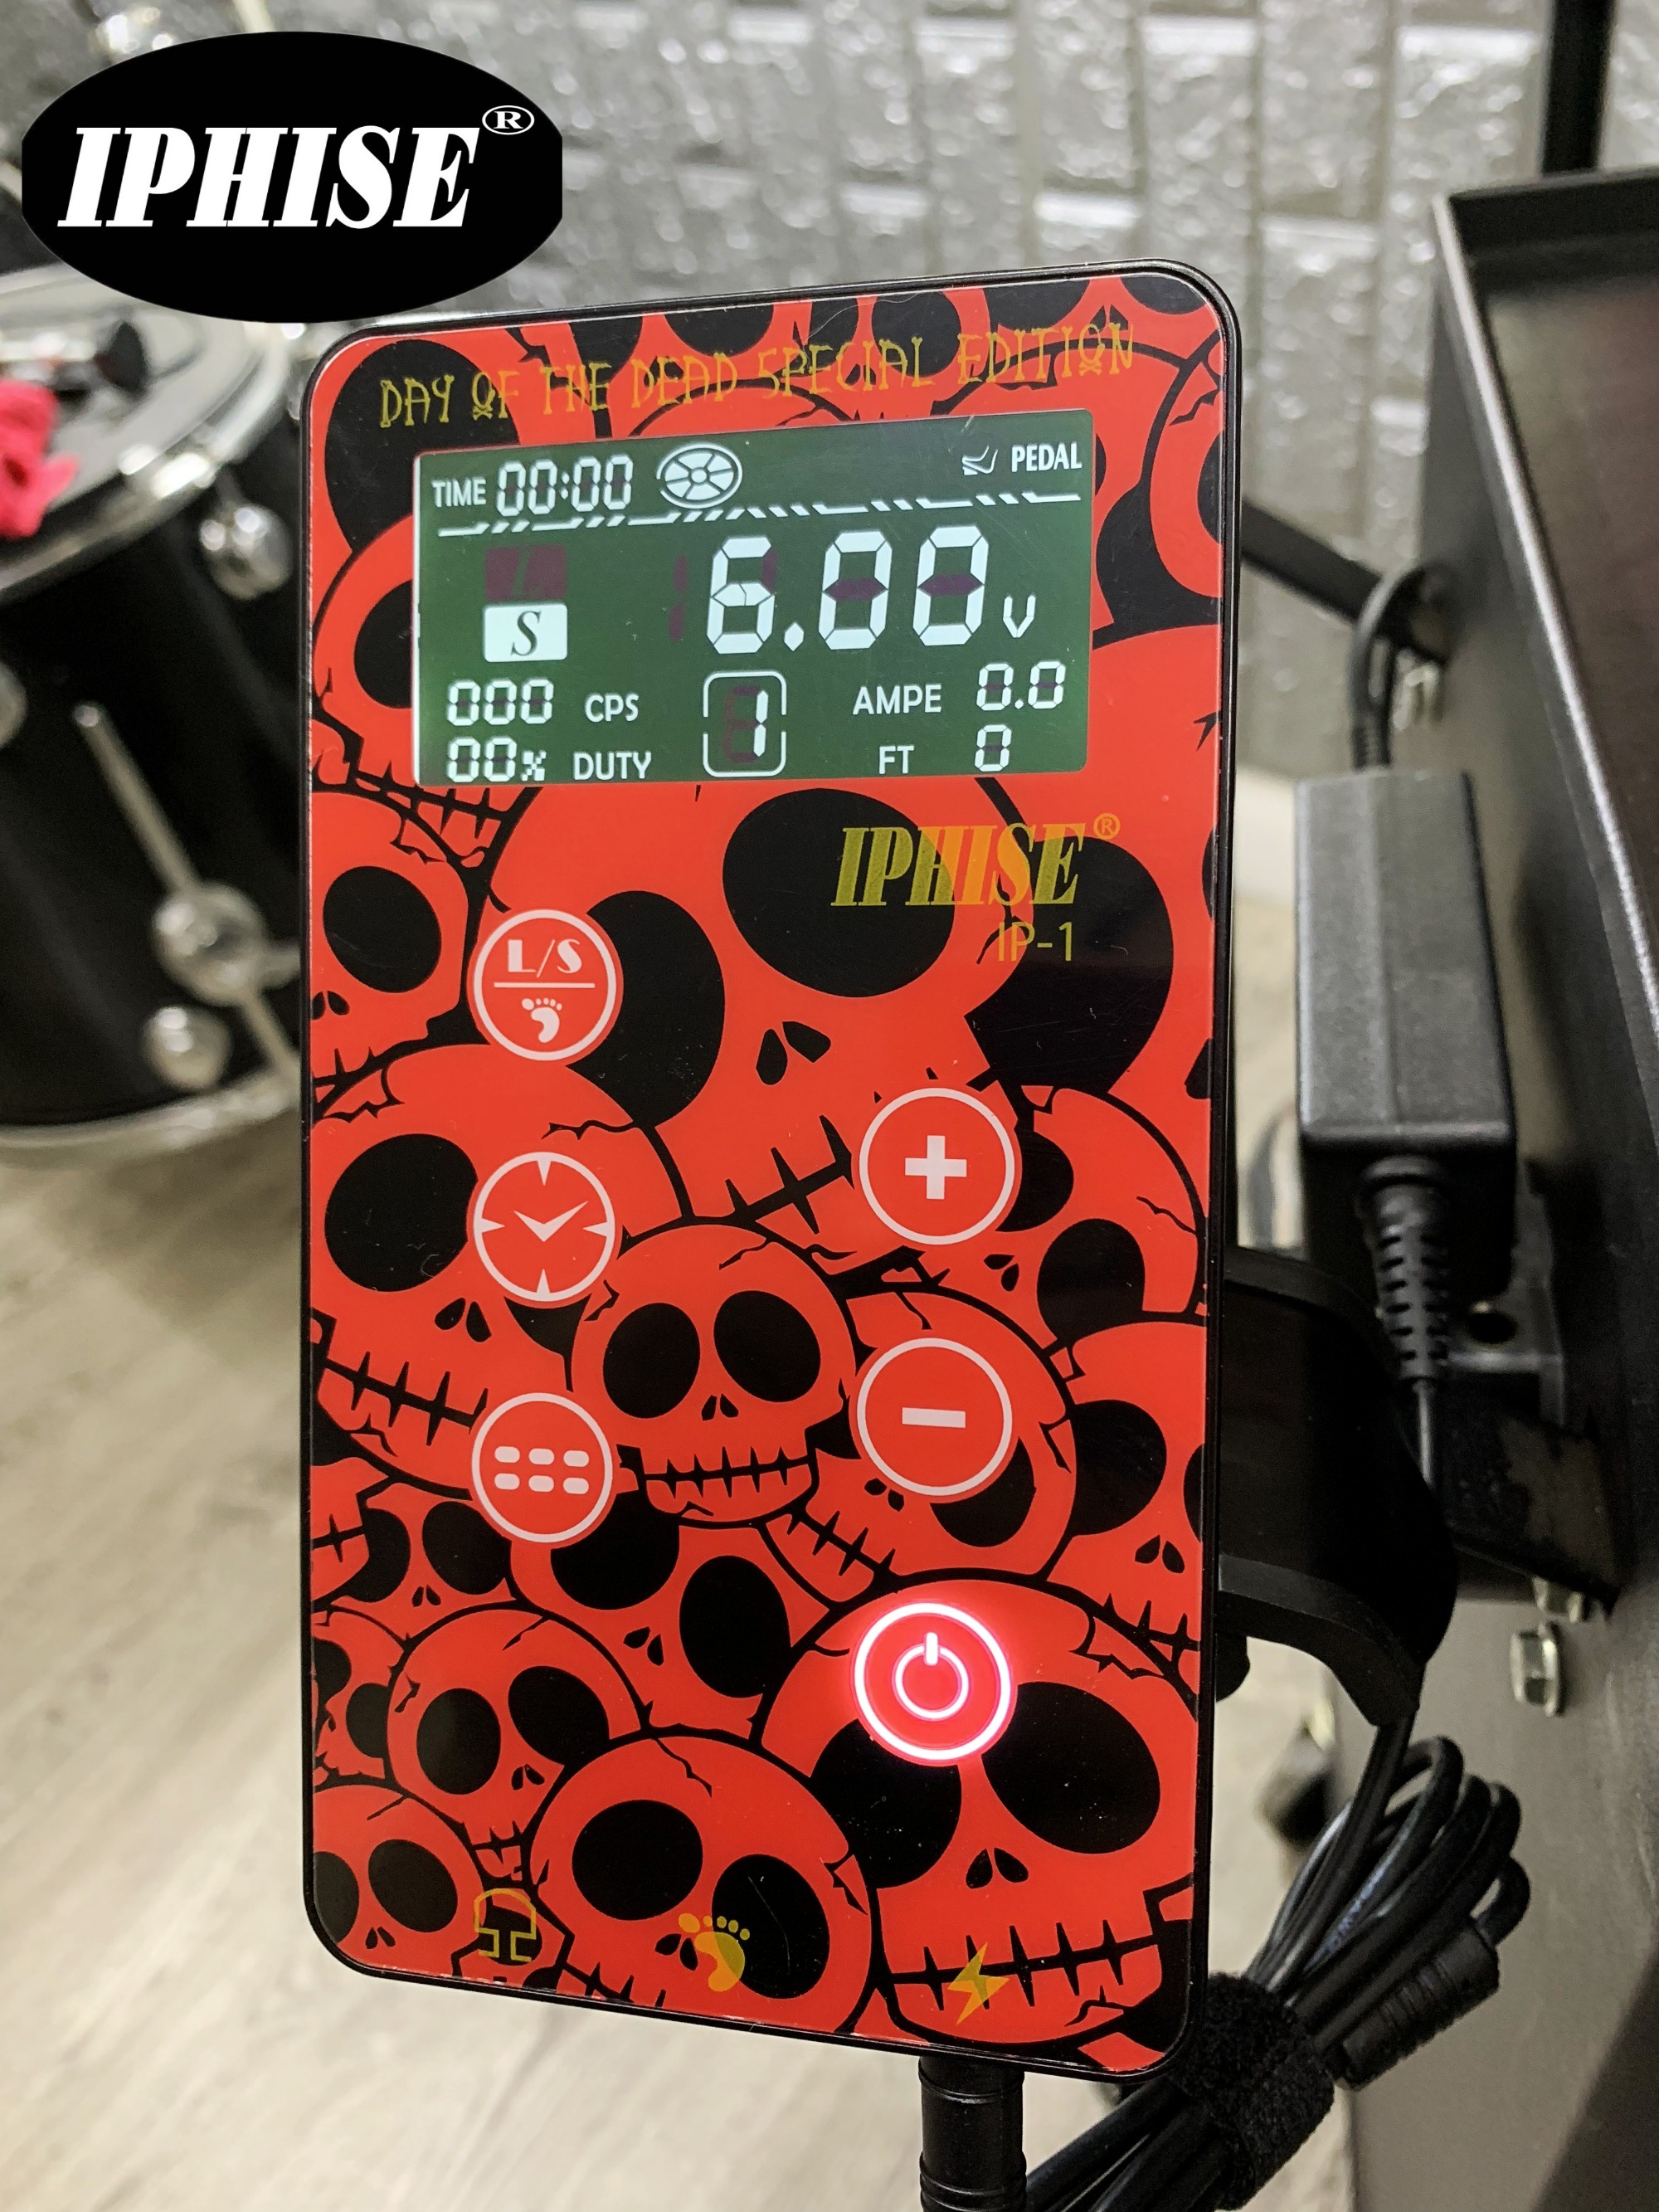 IPHISE®
DAY OF THE DEAD SPECIAL EDITION
TIME 00:00 PEDAL
6.00 V
S
000 CPS 1 AMPE 0.0
00% DUTY FT 0
IPHISE®
IP-1
L/S